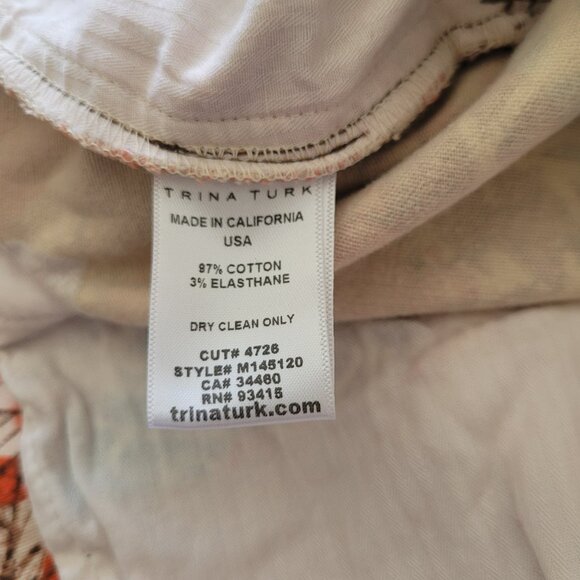 TRINA TURK
MADE IN CALIFORNIA
USA
97% COTTON
3% ELASTHANE
DRY CLEAN ONLY
CUT# 4726
STYLE# M145120
CA# 34460
RN# 93415
trinaturk.com